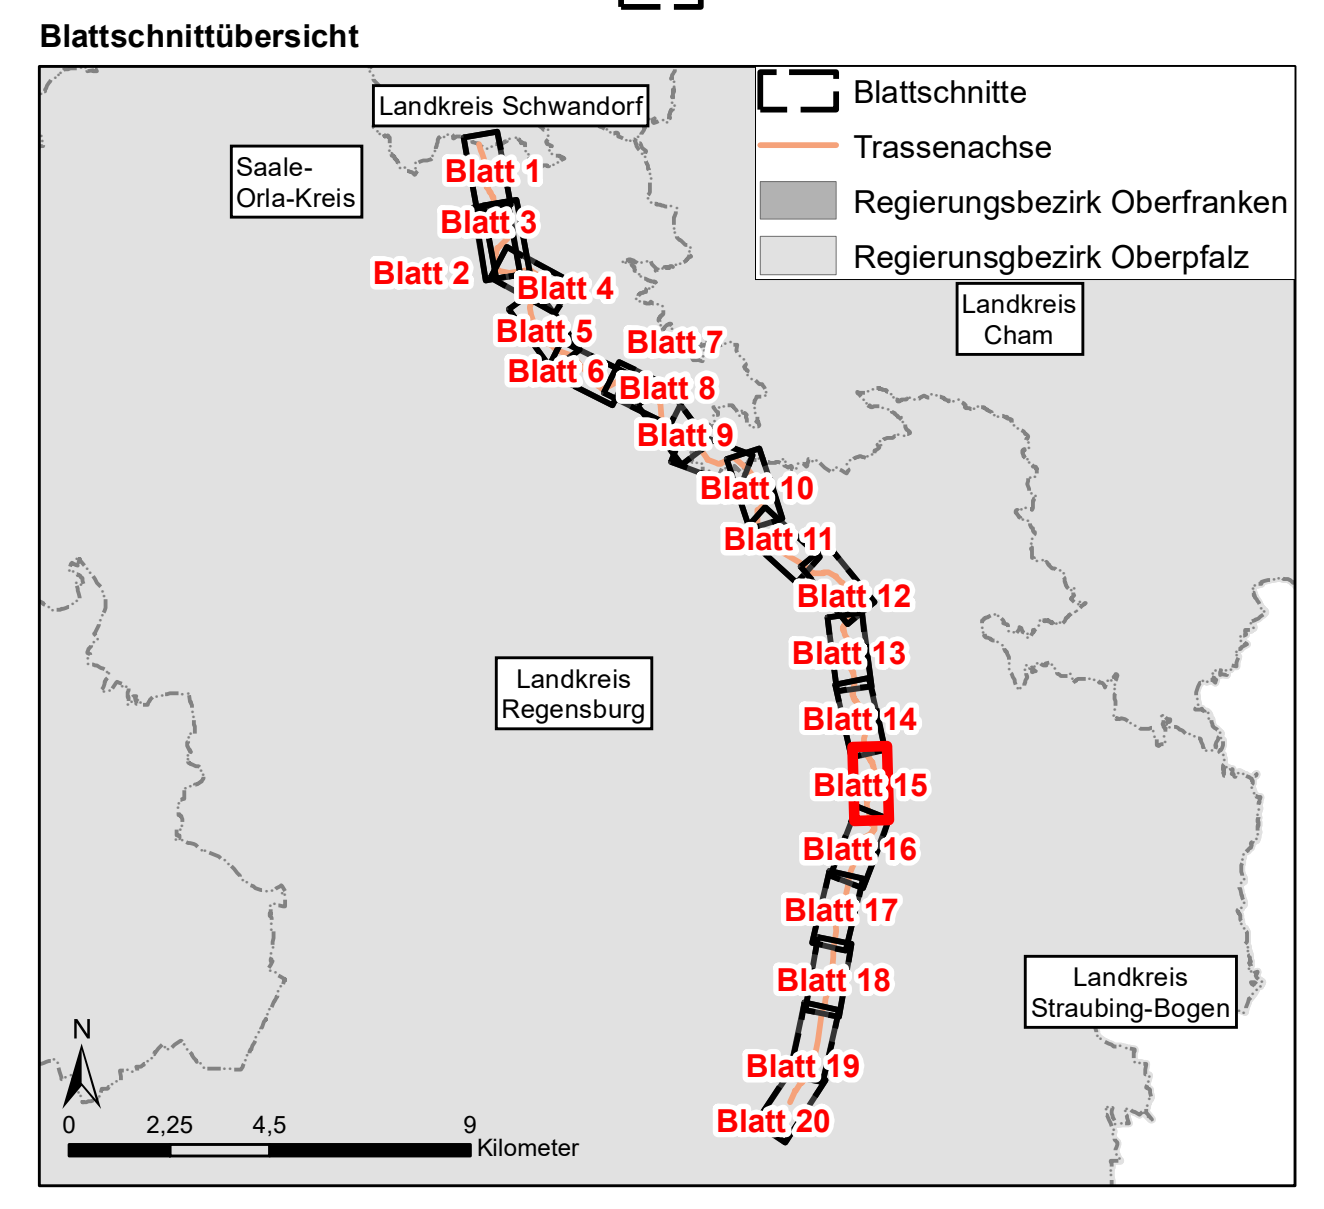 Blattschnittübersicht
Landkreis Schwandorf
Saale-
Orla-Kreis
Blattschnitte
Trassenachse
Regierungsbezirk Oberfranken
Regierunsgbezirk Oberpfalz
Landkreis
Cham
Blatt 1
Blatt 3
Blatt 2
Blatt 4
Blatt 5
Blatt 7
Blatt 6
Blatt 8
Blatt 9
Blatt 10
Blatt 11
Blatt 12
Blatt 13
Landkreis
Regensburg
Blatt 14
Blatt 15
Blatt 16
Blatt 17
Blatt 18
Landkreis
Straubing-Bogen
Blatt 19
Blatt 20
N
0 2,25 4,5 9
Kilometer